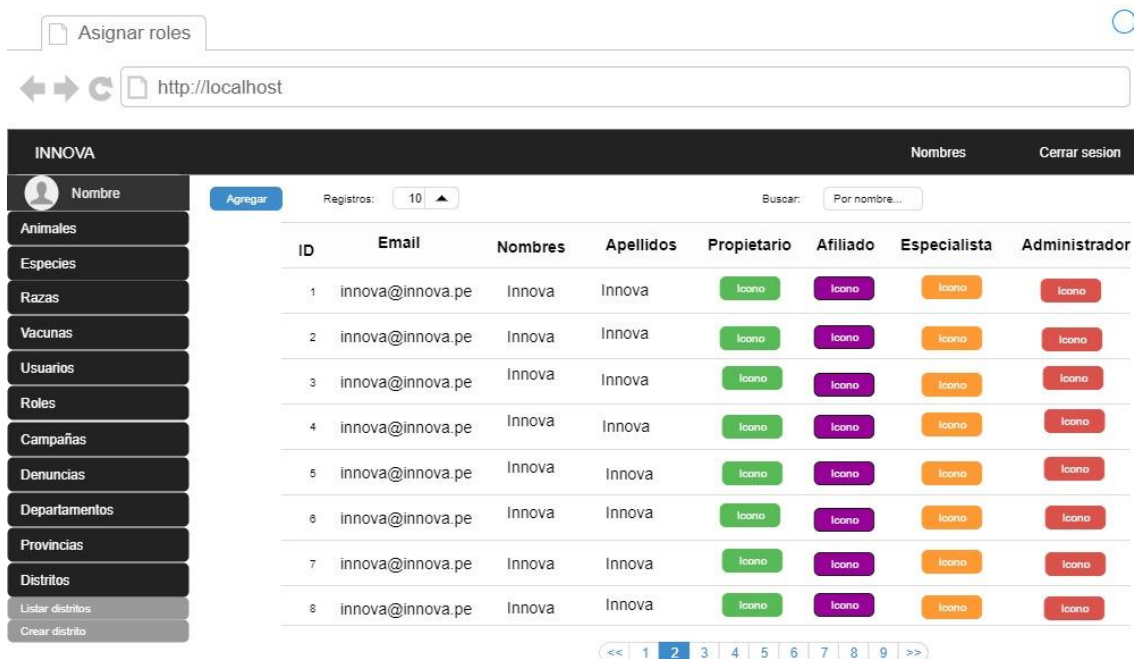 Asignar roles
http://localhost
INNOVA Nombres Cerrar sesion
Nombre
Agregar Registros: 10 Buscar: Por nombre...
Animales
Especies
Razas
Vacunas
Usuarios
Roles
Campañas
Denuncias
Departamentos
Provincias
Distritos
Listar distritos
Crear distrito
ID Email Nombres Apellidos Propietario Afiliado Especialista Administrador
1 innova@innova.pe Innova Innova Icono Icono Icono Icono
2 innova@innova.pe Innova Innova Icono Icono Icono Icono
3 innova@innova.pe Innova Innova Icono Icono Icono Icono
4 innova@innova.pe Innova Innova Icono Icono Icono Icono
5 innova@innova.pe Innova Innova Icono Icono Icono Icono
6 innova@innova.pe Innova Innova Icono Icono Icono Icono
7 innova@innova.pe Innova Innova Icono Icono Icono Icono
8 innova@innova.pe Innova Innova Icono Icono Icono Icono
<< 1 2 3 4 5 6 7 8 9 >>